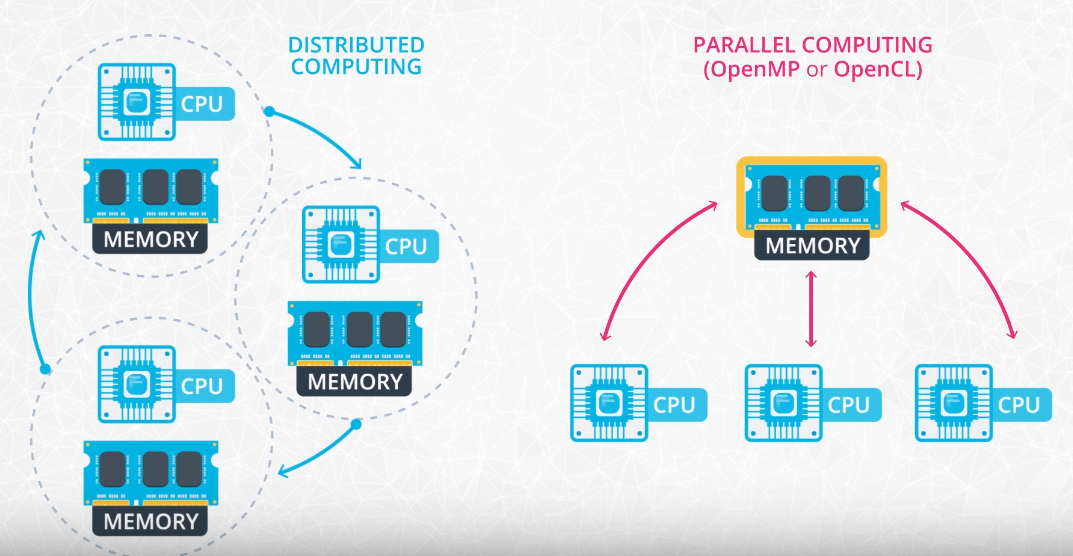 DISTRIBUTED
COMPUTING
CPU
MEMORY
CPU
MEMORY
CPU
MEMORY
PARALLEL COMPUTING
(OpenMP or OpenCL)
MEMORY
CPU
CPU
CPU